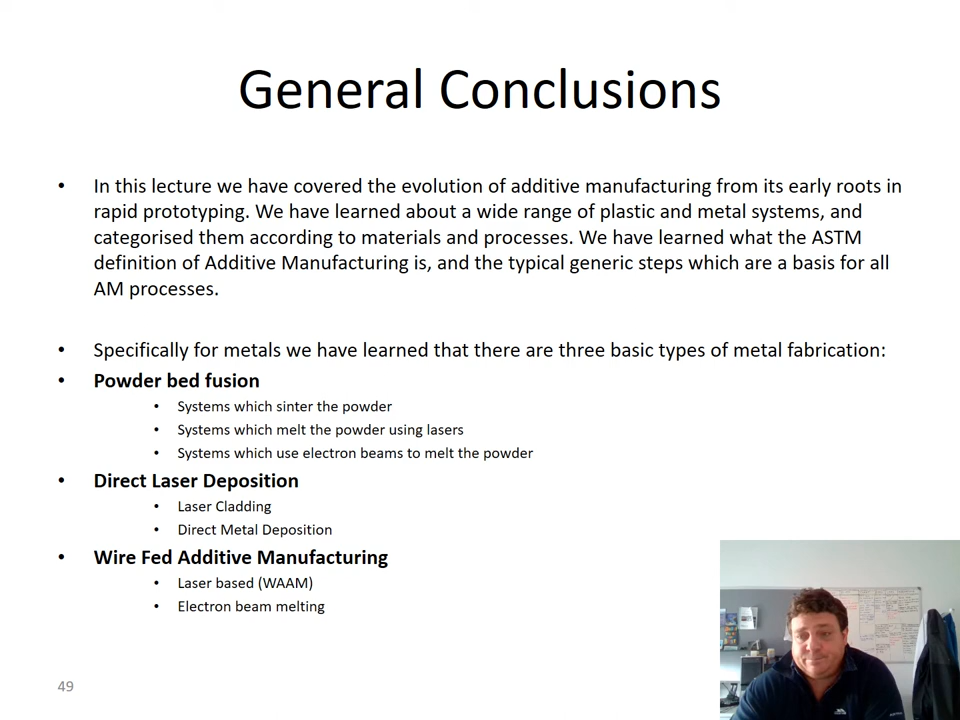 General Conclusions
• In this lecture we have covered the evolution of additive manufacturing from its early roots in
rapid prototyping. We have learned about a wide range of plastic and metal systems, and
categorised them according to materials and processes. We have learned what the ASTM
definition of Additive Manufacturing is, and the typical generic steps which are a basis for all
AM processes.
• Specifically for metals we have learned that there are three basic types of metal fabrication:
• Powder bed fusion
• Systems which sinter the powder
• Systems which melt the powder using lasers
• Systems which use electron beams to melt the powder
• Direct Laser Deposition
• Laser Cladding
• Direct Metal Deposition
• Wire Fed Additive Manufacturing
• Laser based (WAAM)
• Electron beam melting
49